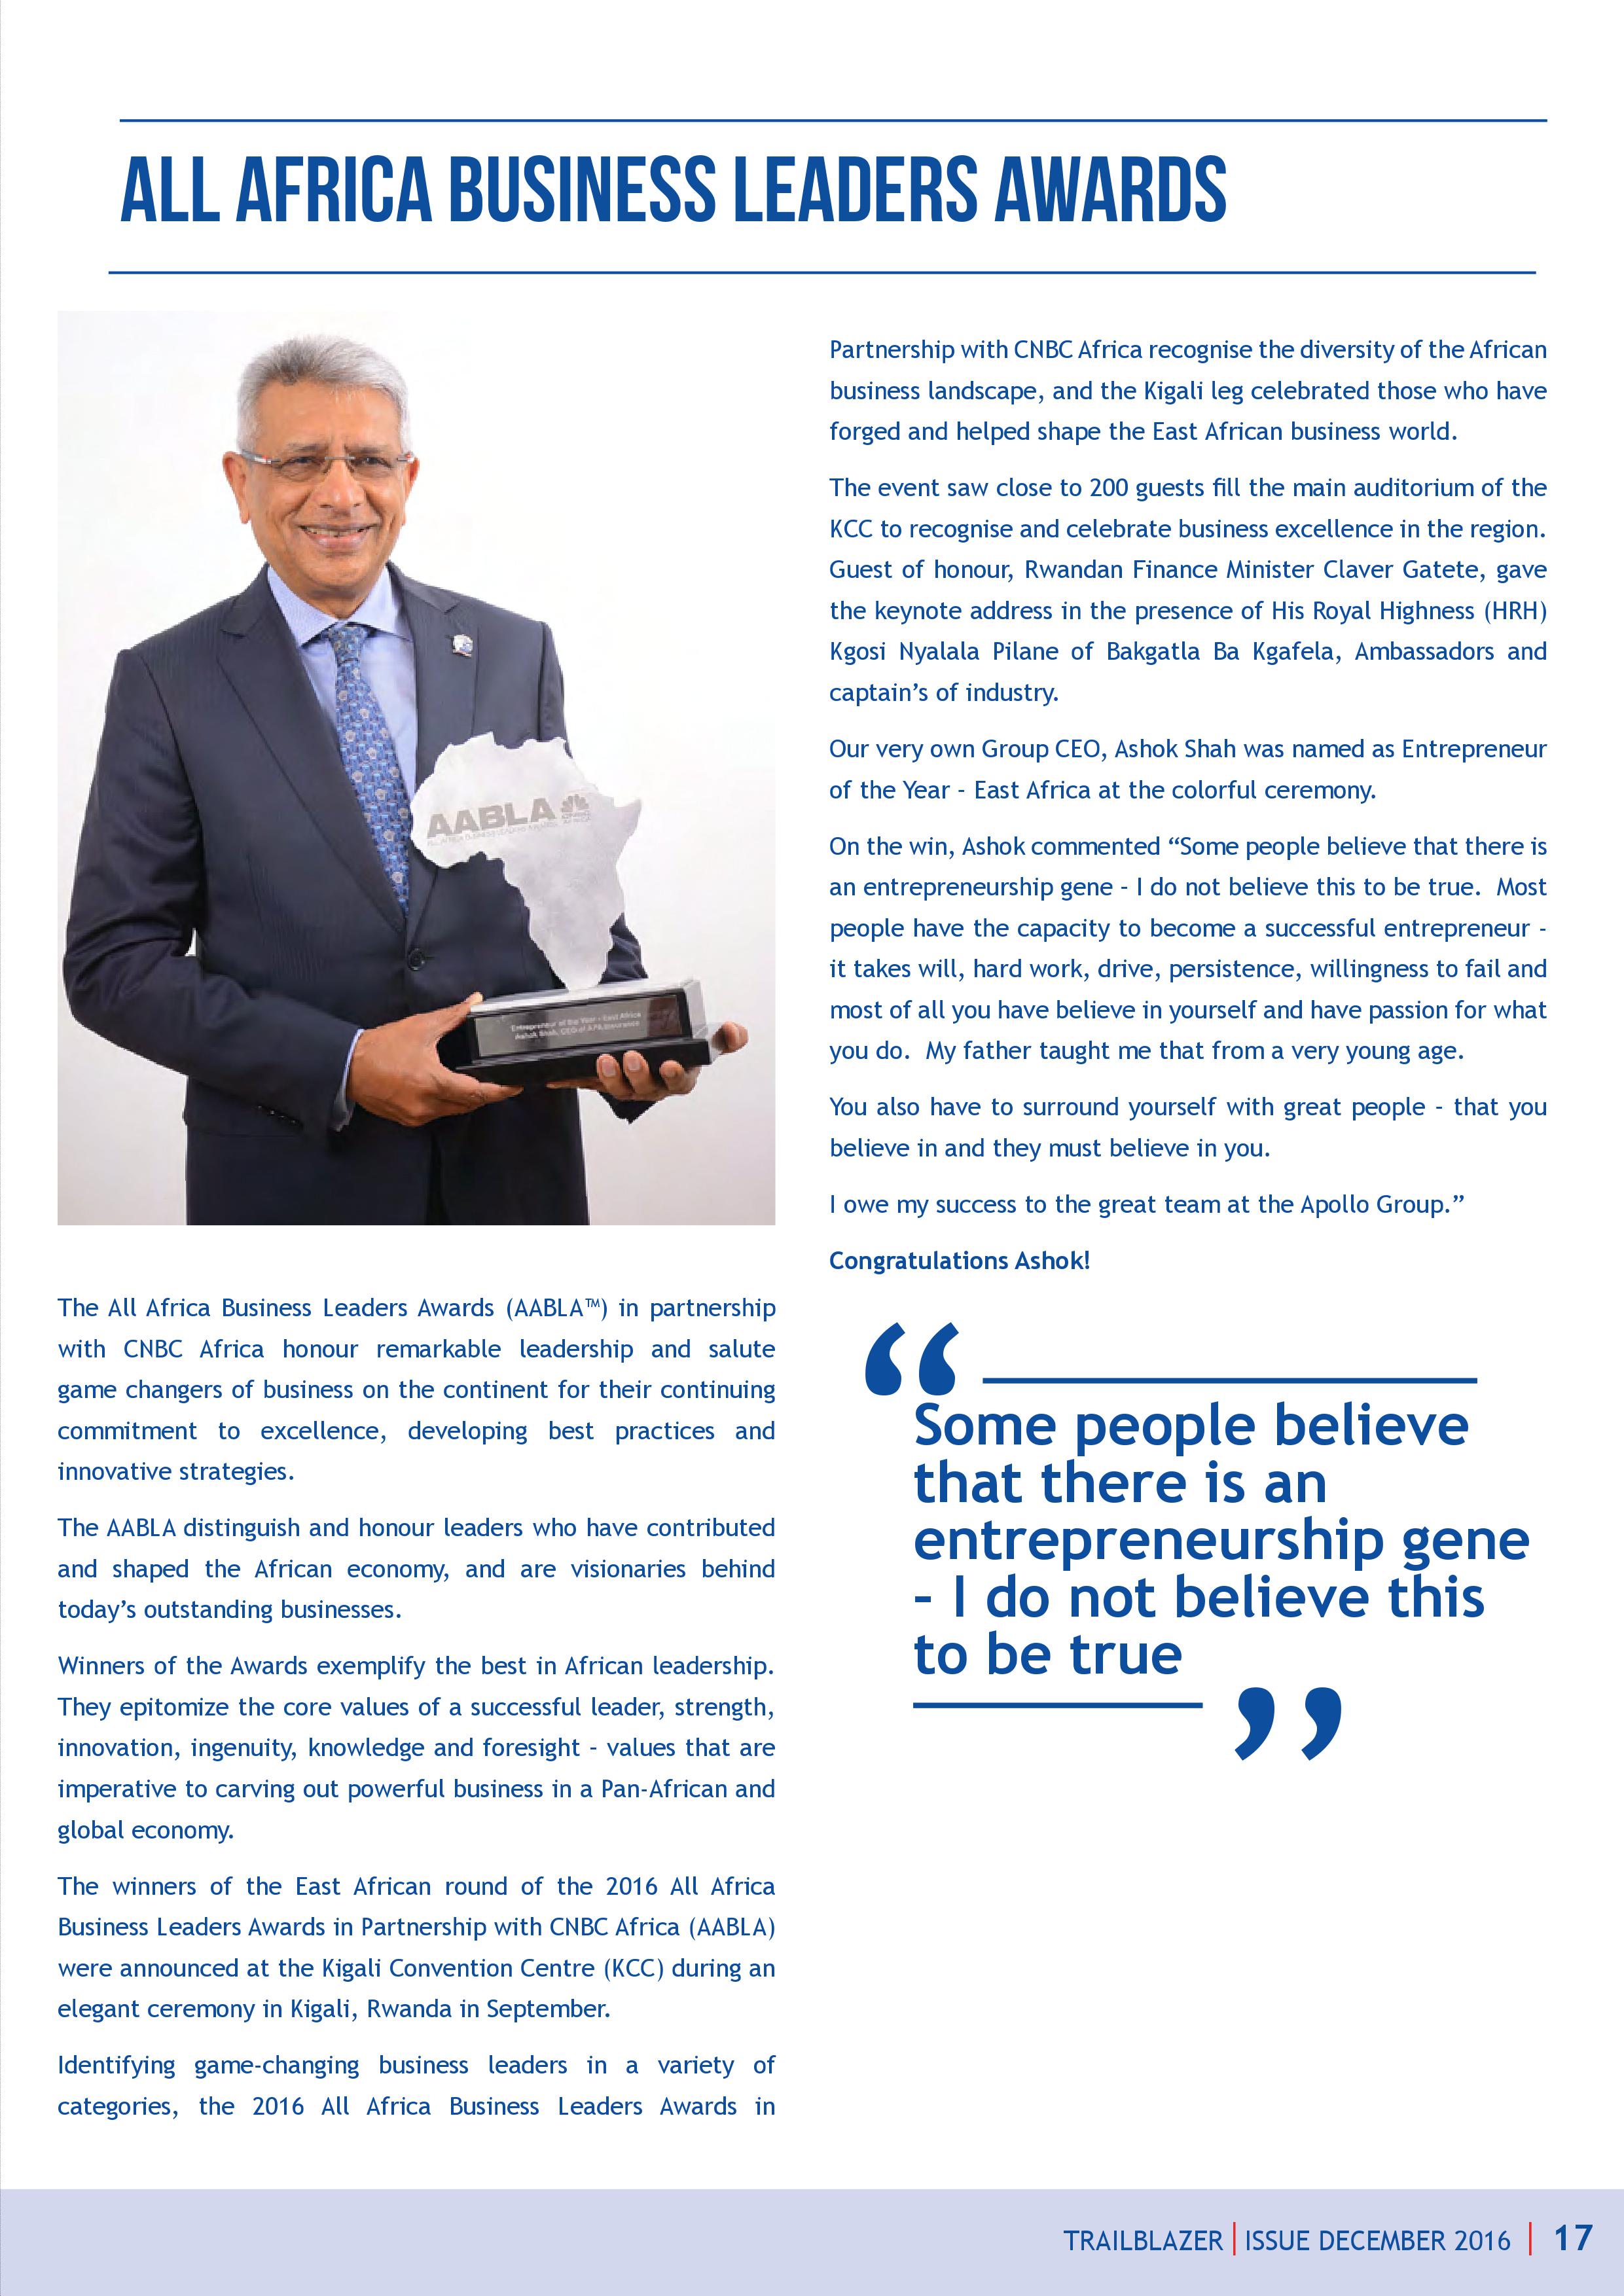 ALL AFRICA BUSINESS LEADERS AWARDS
AABLA
ALL AFRICA BUSINESS LEADERS AWARDS
Entrepreneur of the Year - East Africa
Ashok Shah, CEO of APA Insurance
The All Africa Business Leaders Awards (AABLA™) in partnership
with CNBC Africa honour remarkable leadership and salute
game changers of business on the continent for their continuing
commitment to excellence, developing best practices and
innovative strategies.
The AABLA distinguish and honour leaders who have contributed
and shaped the African economy, and are visionaries behind
today’s outstanding businesses.
Winners of the Awards exemplify the best in African leadership.
They epitomize the core values of a successful leader, strength,
innovation, ingenuity, knowledge and foresight - values that are
imperative to carving out powerful business in a Pan-African and
global economy.
The winners of the East African round of the 2016 All Africa
Business Leaders Awards in Partnership with CNBC Africa (AABLA)
were announced at the Kigali Convention Centre (KCC) during an
elegant ceremony in Kigali, Rwanda in September.
Identifying game-changing business leaders in a variety of
categories, the 2016 All Africa Business Leaders Awards in
Partnership with CNBC Africa recognise the diversity of the African
business landscape, and the Kigali leg celebrated those who have
forged and helped shape the East African business world.
The event saw close to 200 guests fill the main auditorium of the
KCC to recognise and celebrate business excellence in the region.
Guest of honour, Rwandan Finance Minister Claver Gatete, gave
the keynote address in the presence of His Royal Highness (HRH)
Kgosi Nyalala Pilane of Bakgatla Ba Kgafela, Ambassadors and
captain’s of industry.
Our very own Group CEO, Ashok Shah was named as Entrepreneur
of the Year - East Africa at the colorful ceremony.
On the win, Ashok commented “Some people believe that there is
an entrepreneurship gene - I do not believe this to be true.  Most
people have the capacity to become a successful entrepreneur -
it takes will, hard work, drive, persistence, willingness to fail and
most of all you have believe in yourself and have passion for what
you do.  My father taught me that from a very young age.
You also have to surround yourself with great people - that you
believe in and they must believe in you.
I owe my success to the great team at the Apollo Group.”
Congratulations Ashok!
“
Some people believe
that there is an
entrepreneurship gene
- I do not believe this
to be true
”
TRAILBLAZER | ISSUE DECEMBER 2016 | 17